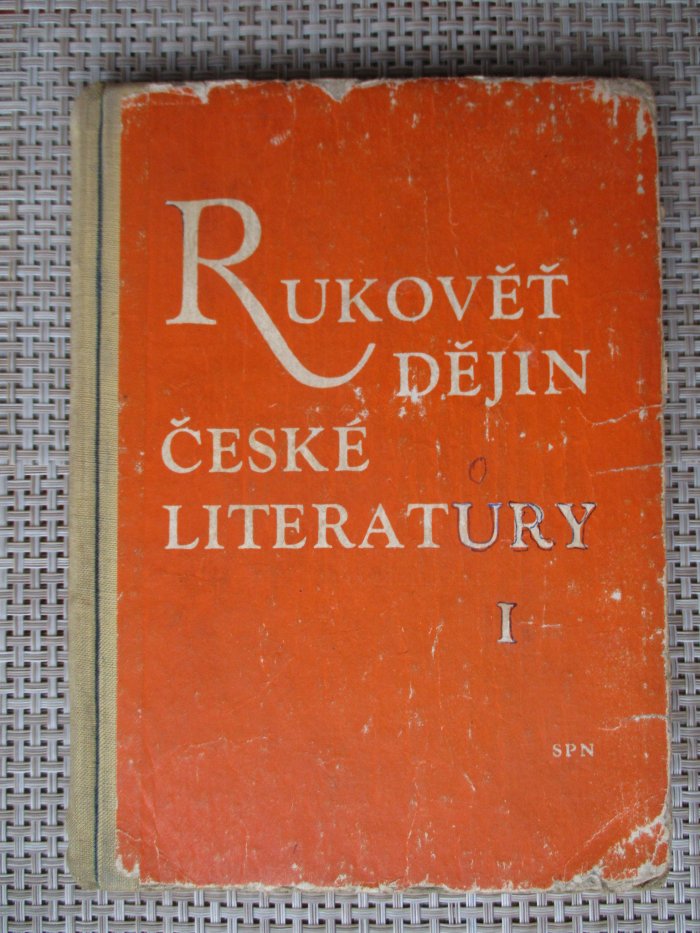 RUKOVĚŤ
DĚJIN
ČESKÉ
LITERATURY
I
SPN